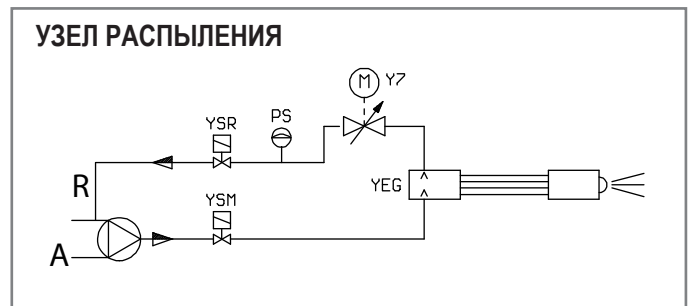 УЗЕЛ РАСПЫЛЕНИЯ
M Y7
YSR PS
R
YEG
YSM
A